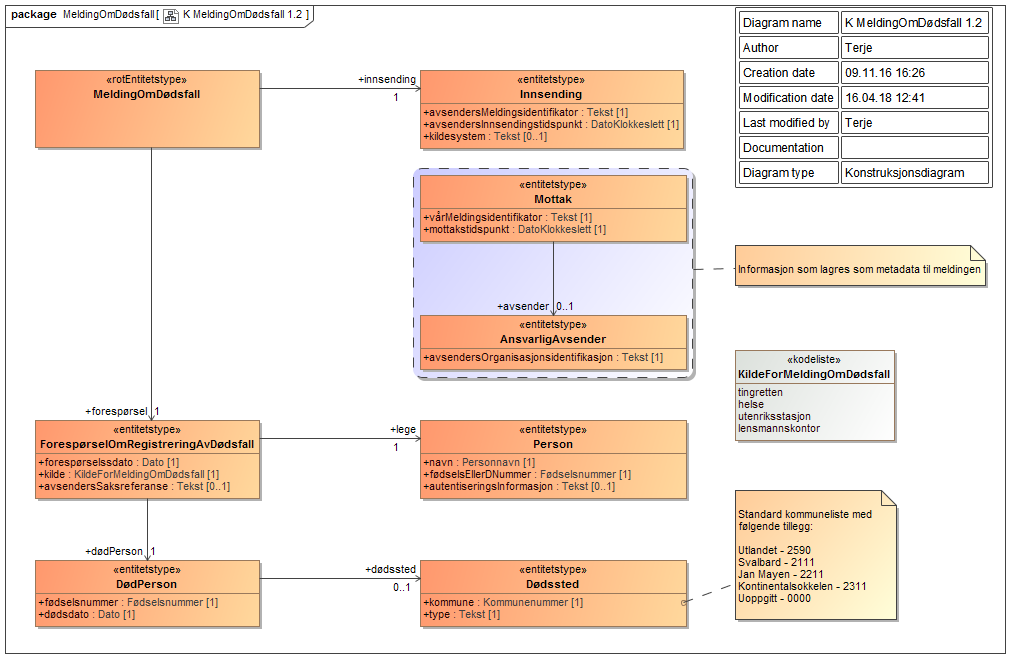 package MeldingOmDødsfall[ K MeldingOmDødsfall 1.2 ]
Diagram name K MeldingOmDødsfall 1.2
Author Terje
Creation date 09.11.16 16:26
Modification date 16.04.18 12:41
Last modified by Terje
Documentation
Diagram type Konstruksjonsdiagram
«rotEntitetstype»
MeldingOmDødsfall
+innsending
1
«entitetstype»
Innsending
+avsendersMeldingsidentifikator : Tekst [1]
+avsendersInnsendingstidspunkt : DatoKlokkeslett [1]
+kildesystem : Tekst [0..1]
«entitetstype»
Mottak
+vårMeldingsidentifikator : Tekst [1]
+mottakstidspunkt : DatoKlokkeslett [1]
+avsender 0..1
«entitetstype»
AnsvarligAvsender
+avsendersOrganisasjonsidentifikasjon : Tekst [1]
Informasjon som lagres som metadata til meldingen
«kodeliste»
KildeForMeldingOmDødsfall
tingretten
helse
utenriksstasjon
lensmannskontor
+forespørsel 1
«entitetstype»
ForespørselOmRegistreringAvDødsfall
+forespørselssdato : Dato [1]
+kilde : KildeForMeldingOmDødsfall [1]
+avsendersSaksreferanse : Tekst [0..1]
+lege
1
«entitetstype»
Person
+navn : Personnavn [1]
+fødselsEllerDNummer : Fødselsnummer [1]
+autentiseringsInformasjon : Tekst [0..1]
+dødPerson 1
«entitetstype»
DødPerson
+fødselsnummer : Fødselsnummer [1]
+dødsdato : Dato [1]
+dødssted
0..1
«entitetstype»
Dødssted
+kommune : Kommunenummer [1]
+type : Tekst [1]
Standard kommuneliste med
følgende tillegg:
Utlandet - 2590
Svalbard - 2111
Jan Mayen - 2211
Kontinentalsokkelen - 2311
Uoppgitt - 0000